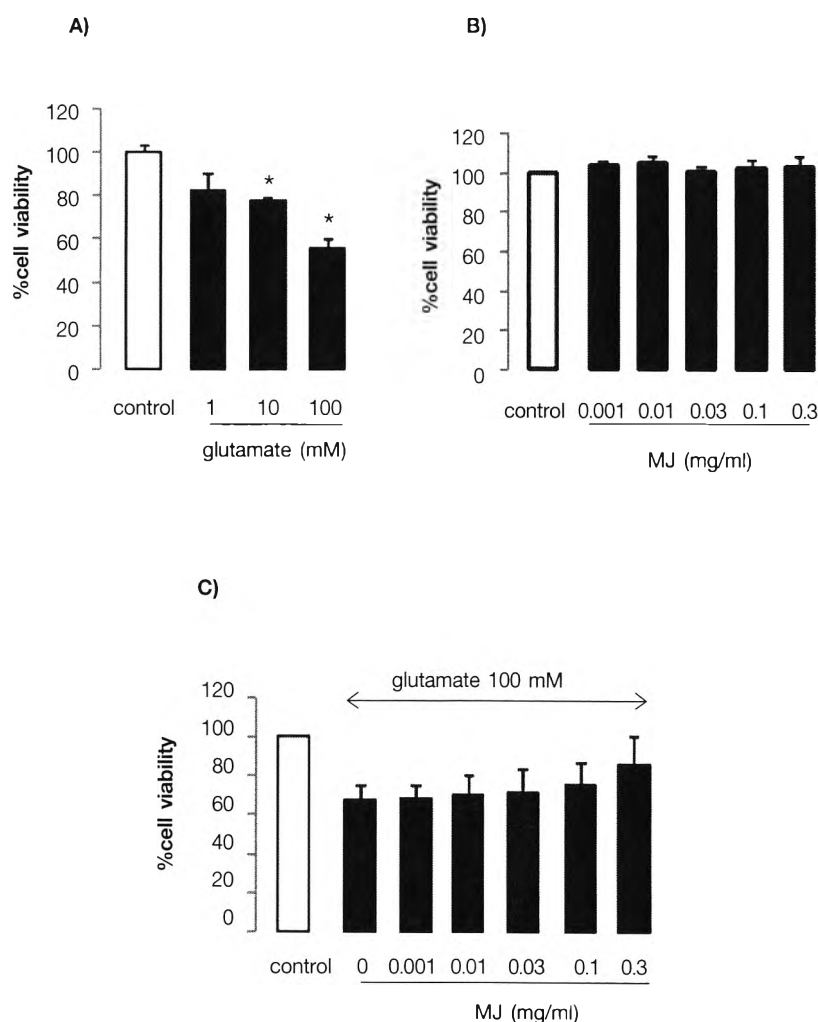 A)
%cell viability
120
100
80
60
40
20
0
control 1 10 100
* *
glutamate (mM)
B)
%cell viability
120
100
80
60
40
20
0
control 0.001 0.01 0.03 0.1 0.3
MJ (mg/ml)
C)
glutamate 100 mM
%cell viability
120
100
80
60
40
20
0
control 0 0.001 0.01 0.03 0.1 0.3
MJ (mg/ml)